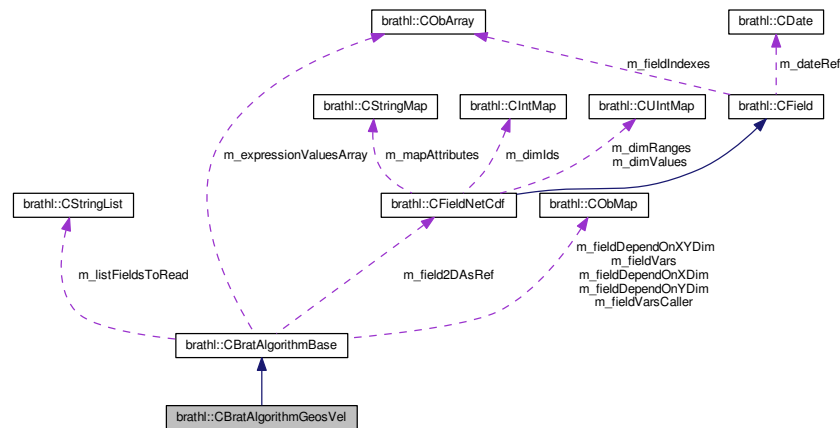 brathl::CObArray
brathl::CDate
m_fieldIndexes
m_dateRef
brathl::CStringMap
brathl::CIntMap
brathl::CUIntMap
brathl::CField
m_expressionValuesArray
m_mapAttributes
m_dimIds
m_dimRanges
m_dimValues
brathl::CStringList
brathl::CFieldNetCdf
brathl::CObMap
m_listFieldsToRead
m_field2DAsRef
m_fieldDependOnXYDim
m_fieldVars
m_fieldDependOnXDim
m_fieldDependOnYDim
m_fieldVarsCaller
brathl::CBratAlgorithmBase
brathl::CBratAlgorithmGeosVel